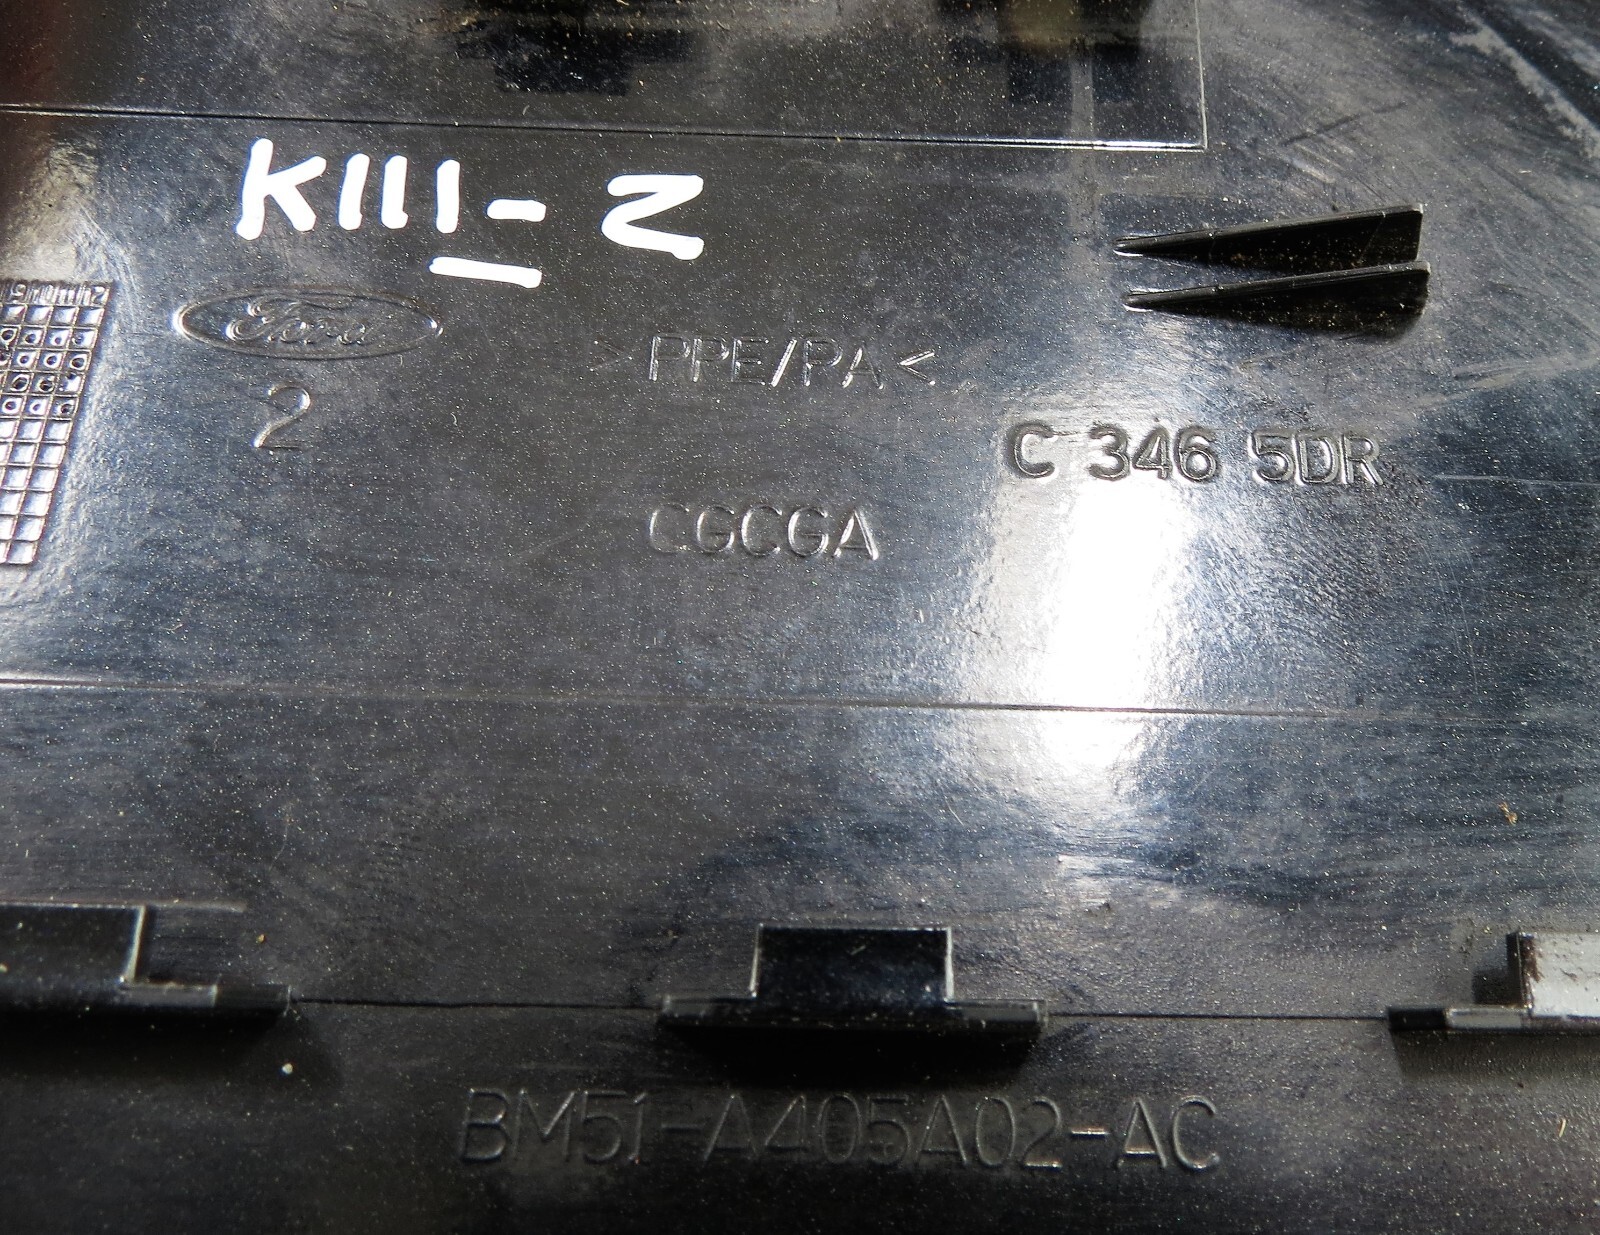 K111-2
Ford
>PPE/PA<
2
C 346 5DR
CGCGA
BM51-A405A02-AC